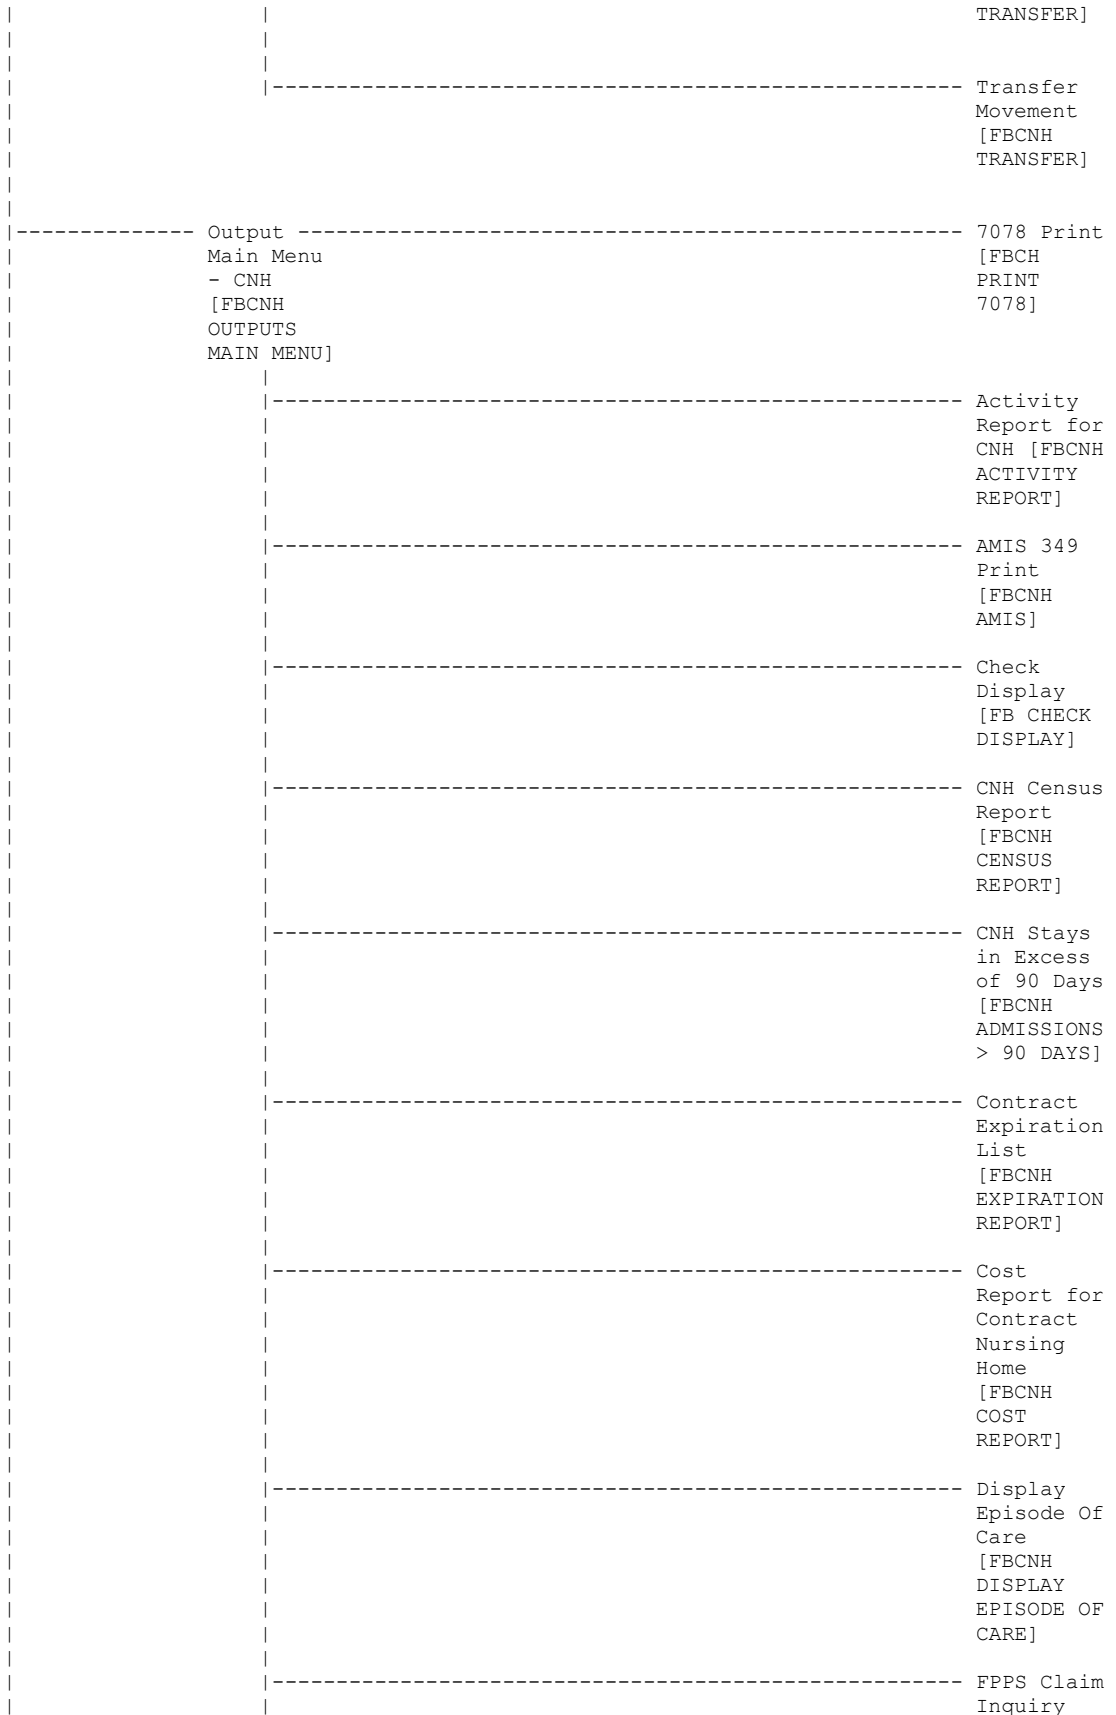 TRANSFER]
Transfer
Movement
[FBCNH
TRANSFER]
Output 7078 Print
Main Menu [FBCH
- CNH PRINT
[FBCNH 7078]
OUTPUTS
MAIN MENU]
Activity
Report for
CNH [FBCNH
ACTIVITY
REPORT]
AMIS 349
Print
[FBCNH
AMIS]
Check
Display
[FB CHECK
DISPLAY]
CNH Census
Report
[FBCNH
CENSUS
REPORT]
CNH Stays
in Excess
of 90 Days
[FBCNH
ADMISSIONS
> 90 DAYS]
Contract
Expiration
List
[FBCNH
EXPIRATION
REPORT]
Cost
Report for
Contract
Nursing
Home
[FBCNH
COST
REPORT]
Display
Episode Of
Care
[FBCNH
DISPLAY
EPISODE OF
CARE]
FPPS Claim
Inquiry